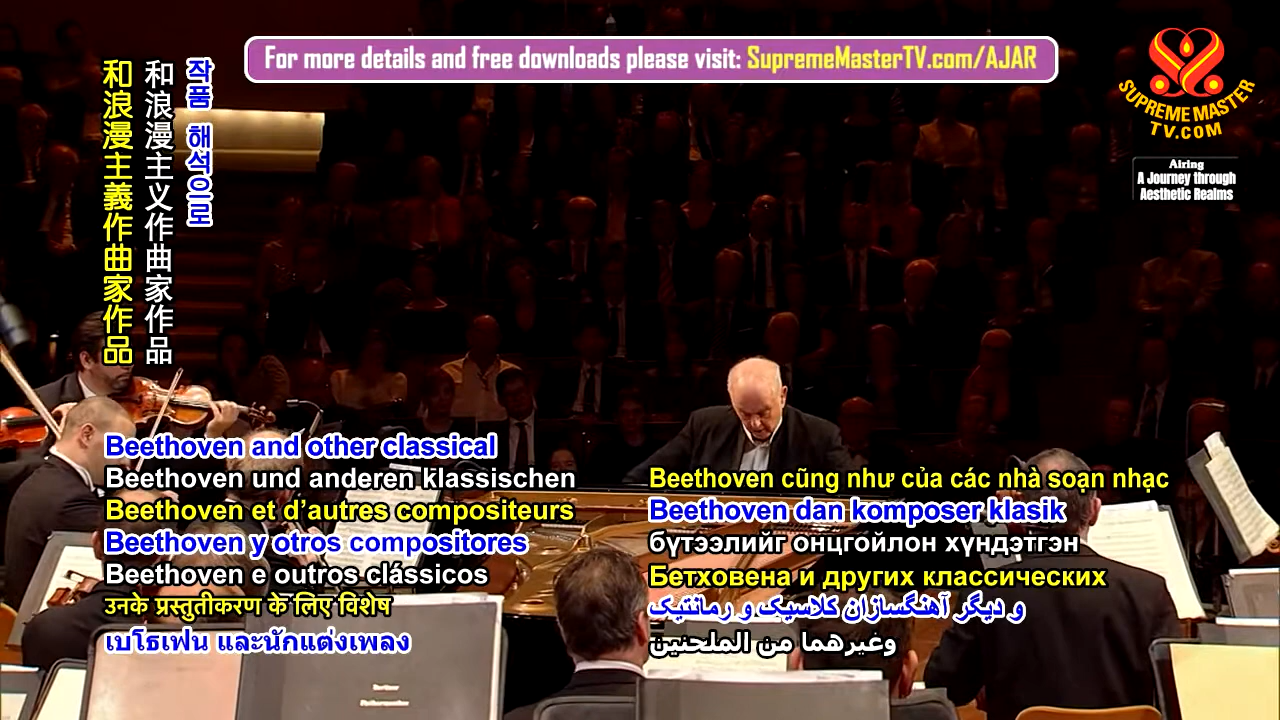 For more details and free downloads please visit: SupremeMasterTV.com/AJAR
SUPREME MASTER
TV.COM
Airing
A Journey through
Aesthetic Realms
작품 해석으로
和浪漫主义作曲家作品
和浪漫主義作曲家作品
Beethoven and other classical
Beethoven und anderen klassischen
Beethoven et d’autres compositeurs
Beethoven y otros compositores
Beethoven e outros clássicos
उनके प्रस्तुतीकरण के लिए विशेष
เบโธเฟน และนักแต่งเพลง
Beethoven cũng như của các nhà soạn nhạc
Beethoven dan komposer klasik
бүтээлийг онцгойлон хүндэтгэн
Бетховена и других классических
و دیگر آهنگسازان کلاسیک و رمانتیک
وغيرهما من الملحنين
Berliner
Philharmoniker